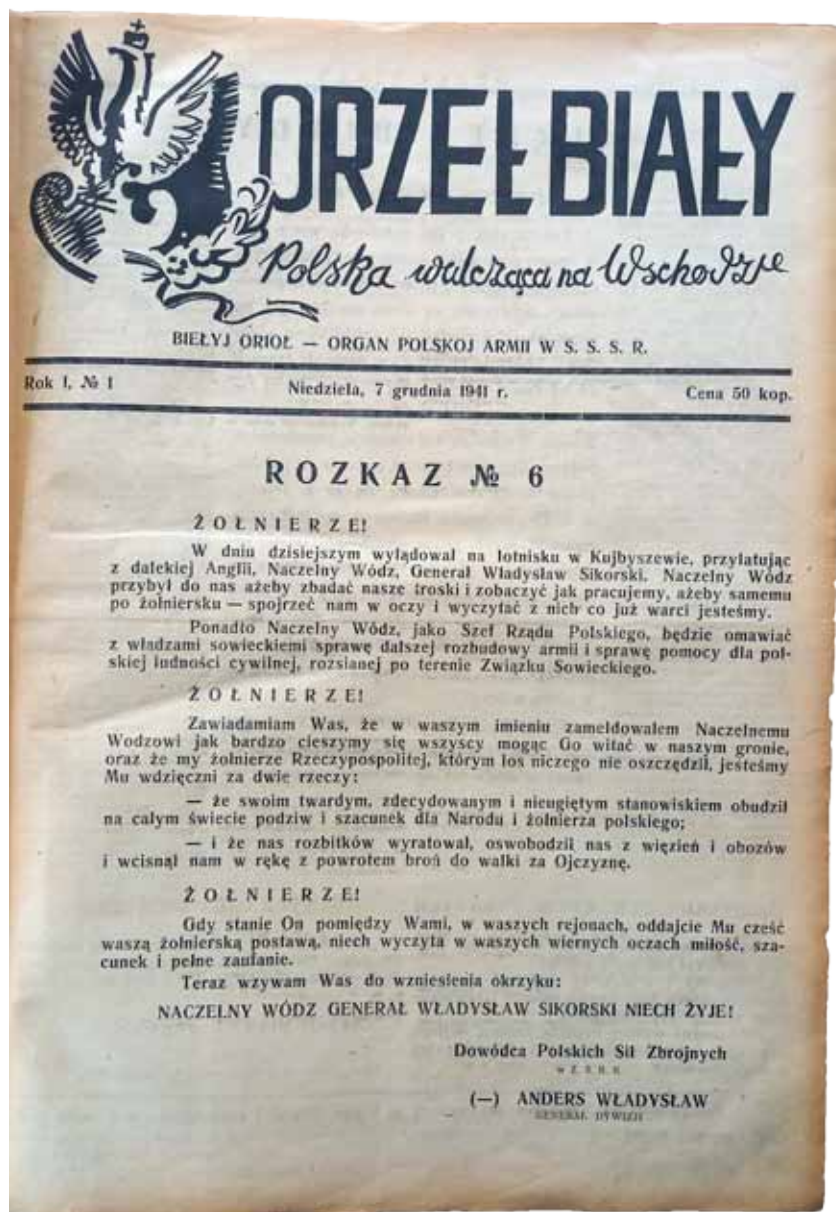 ORZEŁ BIAŁY
Polska walcząca na Wschodzie
BIEŁYJ ORIOŁ — ORGAN POLSKOJ ARMII W S. S. S. R.
Rok I, № 1 Niedziela, 7 grudnia 1941 r. Cena 50 kop.
ROZKAZ № 6
ŻOŁNIERZE!
W dniu dzisiejszym wylądował na lotnisku w Kujbyszewie, przylatując
z dalekiej Anglii, Naczelny Wódz, Generał Władysław Sikorski. Naczelny Wódz
przybył do nas ażeby zbadać nasze troski i zobaczyć jak pracujemy, ażeby samemu
po żołniersku — spojrzeć nam w oczy i wyczytać z nich co już warci jesteśmy.
Ponadto Naczelny Wódz, jako Szef Rządu Polskiego, będzie omawiać
z władzami sowieckiemi sprawę dalszej rozbudowy armii i sprawę pomocy dla pol-
skiej ludności cywilnej, rozsianej po terenie Związku Sowieckiego.
ŻOŁNIERZE!
Zawiadamiam Was, że w waszym imieniu zameldowałem Naczelnemu
Wodzowi jak bardzo cieszymy się wszyscy mogąc Go witać w naszym gronie,
oraz że my żołnierze Rzeczypospolitej, którym los niczego nie oszczędził, jesteśmy
Mu wdzięczni za dwie rzeczy:
— że swoim twardym, zdecydowanym i nieugiętym stanowiskiem obudził
na całym świecie podziw i szacunek dla Narodu i żołnierza polskiego;
— i że nas rozbitków wyratował, oswobodził nas z więzień i obozów
i wcisnął nam w rękę z powrotem broń do walki za Ojczyznę.
ŻOŁNIERZE!
Gdy stanie On pomiędzy Wami, w waszych rejonach, oddajcie Mu cześć
waszą żołnierską postawą, niech wyczyta w waszych wiernych oczach miłość, sza-
cunek i pełne zaufanie.
Teraz wzywam Was do wzniesienia okrzyku:
NACZELNY WÓDZ GENERAŁ WŁADYSŁAW SIKORSKI NIECH ŻYJE!
Dowódca Polskich Sił Zbrojnych
w Z. S. R. R.
(—) ANDERS WŁADYSŁAW
GENERAŁ DYWIZJI